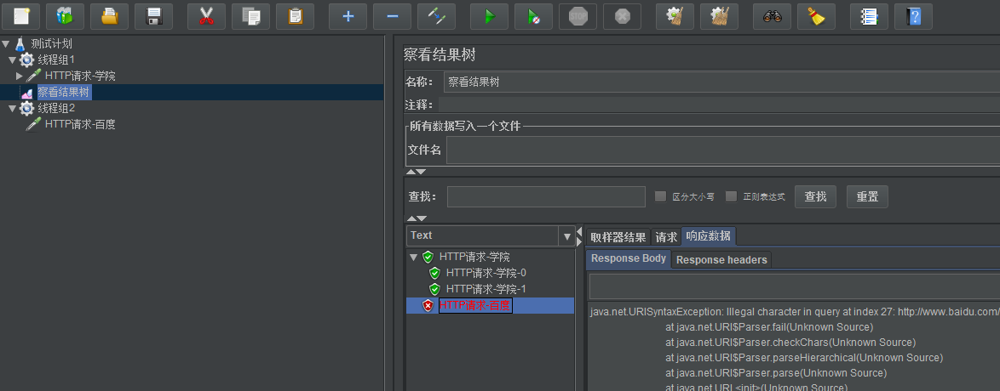 STOP
测试计划
线程组1
HTTP请求-学院
察看结果树
线程组2
HTTP请求-百度
察看结果树
名称：
察看结果树
注释：
所有数据写入一个文件
文件名
查找：
区分大小写
正则表达式
查找
重置
Text
HTTP请求-学院
HTTP请求-学院-0
HTTP请求-学院-1
HTTP请求-百度
取样器结果 请求 响应数据
Response Body Response headers
java.net.URISyntaxException: Illegal character in query at index 27: http://www.baidu.com/
at java.net.URI$Parser.fail(Unknown Source)
at java.net.URI$Parser.checkChars(Unknown Source)
at java.net.URI$Parser.parseHierarchical(Unknown Source)
at java.net.URI$Parser.parse(Unknown Source)
at java.net.URI.<init>(Unknown Source)